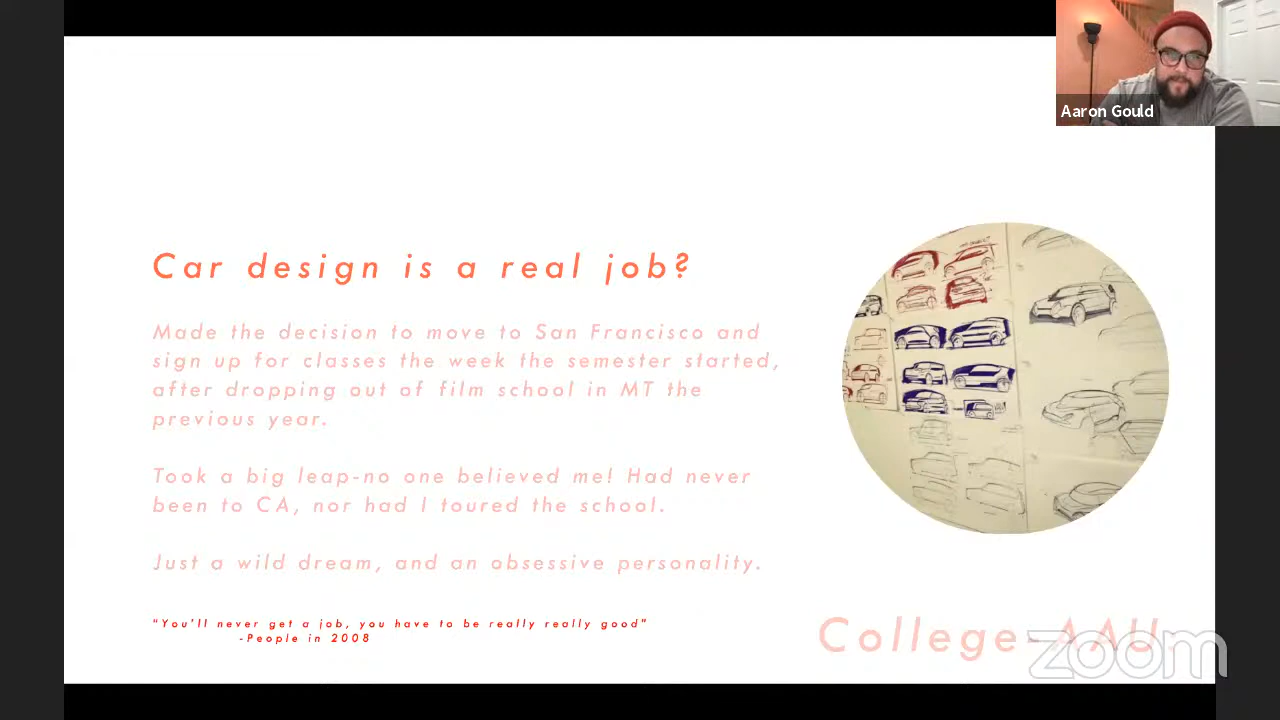 Aaron Gould
Car design is a real job?
Made the decision to move to San Francisco and
sign up for classes the week the semester started,
after dropping out of film school in MT the
previous year.
Took a big leap-no one believed me! Had never
been to CA, nor had I toured the school.
Just a wild dream, and an obsessive personality.
"You'll never get a job, you have to be really really good"
-People in 2008
College-AAU.
zoom